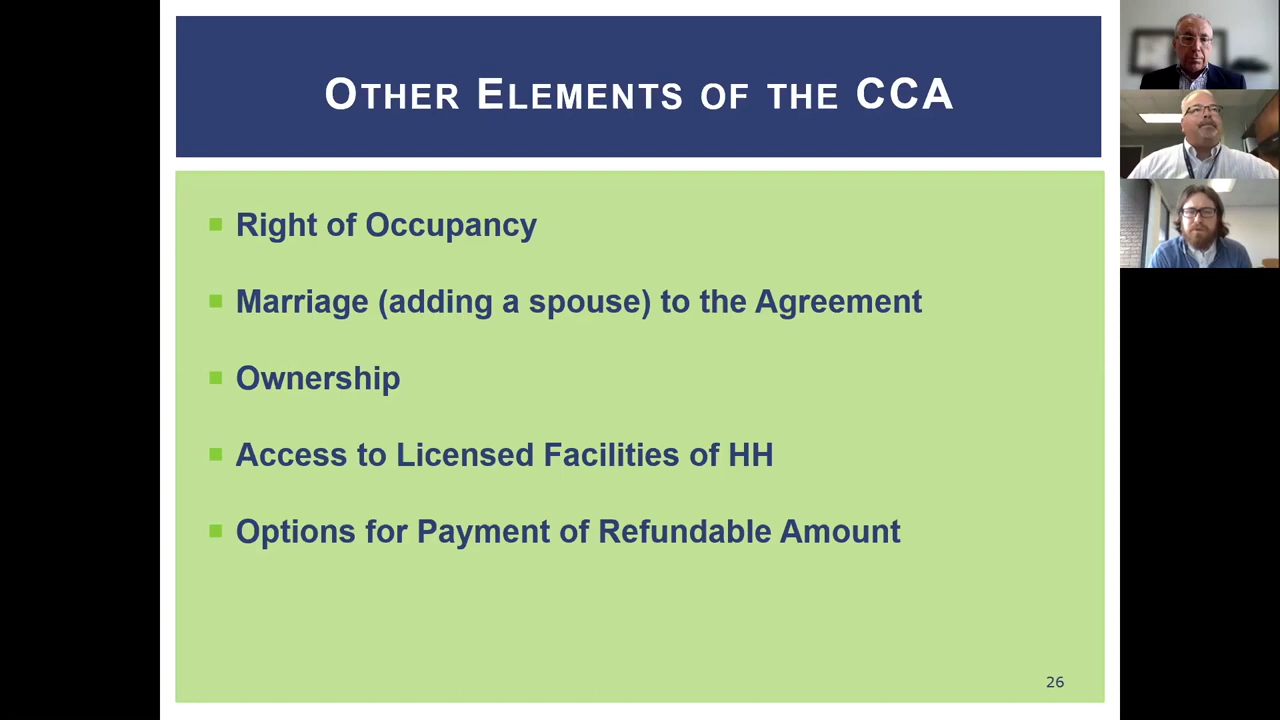 OTHER ELEMENTS OF THE CCA
Right of Occupancy
Marriage (adding a spouse) to the Agreement
Ownership
Access to Licensed Facilities of HH
Options for Payment of Refundable Amount
26